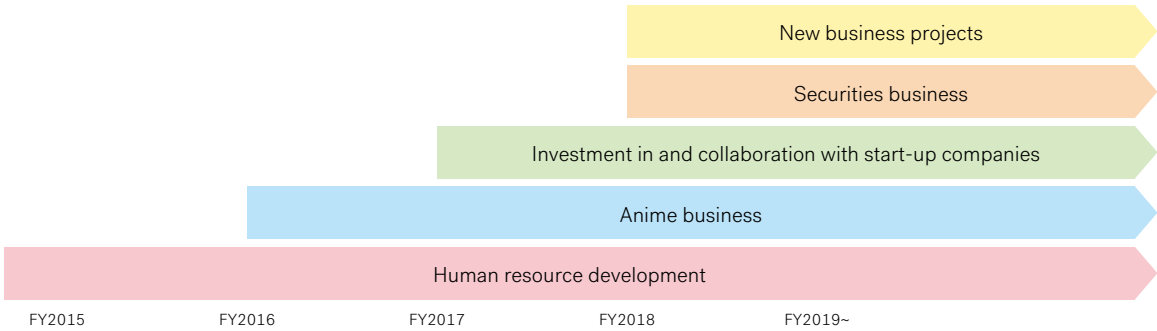 New business projects
Securities business
Investment in and collaboration with start-up companies
Anime business
Human resource development
FY2015 FY2016 FY2017 FY2018 FY2019~